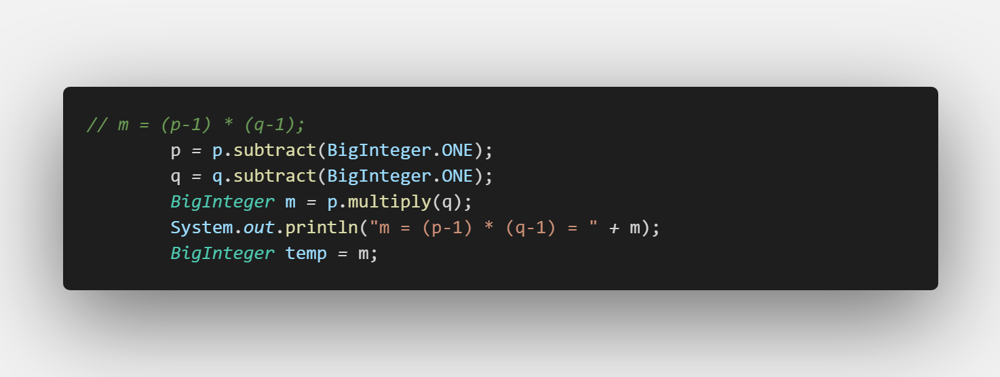 // m = (p-1) * (q-1);
p = p.subtract(BigInteger.ONE);
q = q.subtract(BigInteger.ONE);
BigInteger m = p.multiply(q);
System.out.println("m = (p-1) * (q-1) = " + m);
BigInteger temp = m;